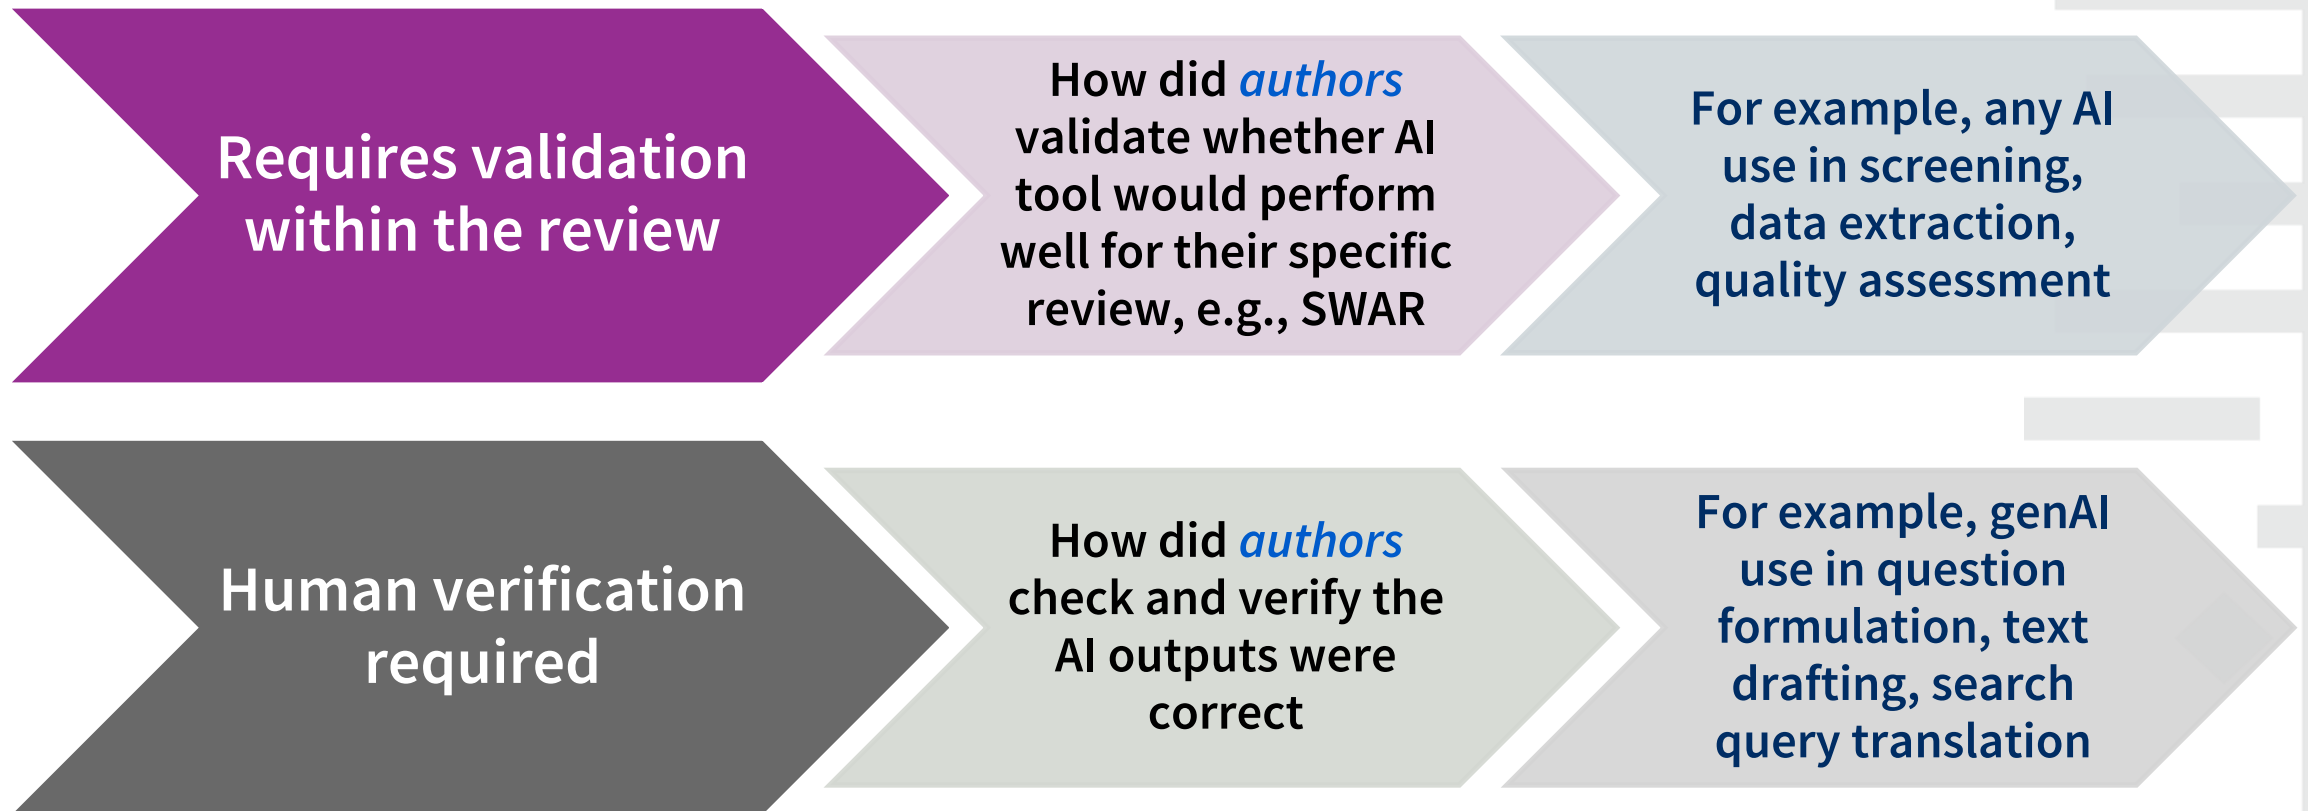 Requires validation
within the review
How did authors
validate whether AI
tool would perform
well for their specific
review, e.g., SWAR
For example, any AI
use in screening,
data extraction,
quality assessment
Human verification
required
How did authors
check and verify the
AI outputs were
correct
For example, genAI
use in question
formulation, text
drafting, search
query translation